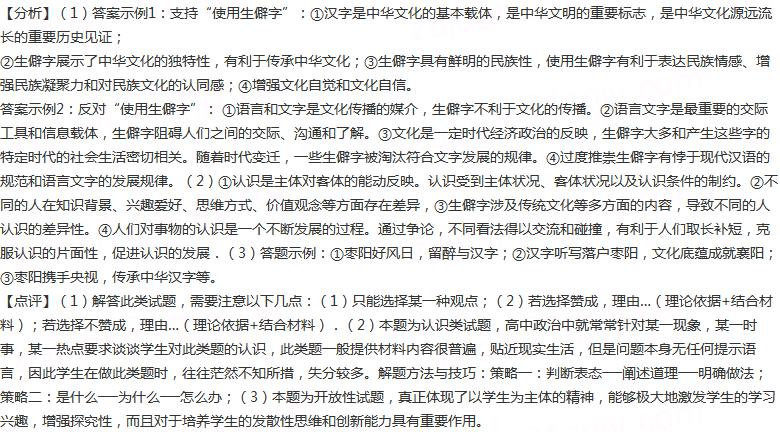 【分析】（1）答案示例1：支持“使用生僻字”：①汉字是中华文化的基本载体，是中华文明的重要标志，是中华文化源远流
长的重要历史见证；
②生僻字展示了中华文化的独特性，有利于传承中华文化；③生僻字具有鲜明的民族性，使用生僻字有利于表达民族情感、增
强民族凝聚力和对民族文化的认同感；④增强文化自觉和文化自信。
答案示例2：反对“使用生僻字”： ①语言和文字是文化传播的媒介，生僻字不利于文化的传播。②语言文字是最重要的交际
工具和信息载体，生僻字阻碍人们之间的交际、沟通和了解。③文化是一定时代经济政治的反映，生僻字大多和产生这些字的
特定时代的社会生活密切相关。随着时代变迁，一些生僻字被淘汰符合文字发展的规律。④过度推崇生僻字有悖于现代汉语的
规范和语言文字的发展规律。（2）①认识是主体对客体的能动反映。认识受到主体状况、客体状况以及认识条件的制约。②不
同的人在知识背景、兴趣爱好、思维方式、价值观念等方面存在差异，③生僻字涉及传统文化等多方面的内容，导致不同的人
认识的差异性。④人们对事物的认识是一个不断发展的过程。通过争论，不同看法得以交流和碰撞，有利于人们取长补短，克
服认识的片面性，促进认识的发展．（3）答题示例：①枣阳好风日，留醉与汉字；②汉字听写落户枣阳，文化底蕴成就襄阳；
③枣阳携手央视，传承中华汉字等。
【点评】（1）解答此类试题，需要注意以下几点：（1）只能选择某一种观点；（2）若选择赞成，理由…（理论依据+结合材
料）；若选择不赞成，理由…（理论依据+结合材料）．（2）本题为认识类试题，高中政治中就常常针对某一现象，某一时
事，某一热点要求谈谈学生对此类题的认识，此类题一般提供材料内容很普遍，贴近现实生活，但是问题本身无任何提示语
言，因此学生在做此类题时，往往茫然不知所措，失分较多。解题方法与技巧：策略一：判断表态──阐述道理──明确做法；
策略二：是什么──为什么──怎么办；（3）本题为开放性试题，真正体现了以学生为主体的精神，能够极大地激发学生的学习
兴趣，增强探究性，而且对于培养学生的发散性思维和创新能力具有重要作用。